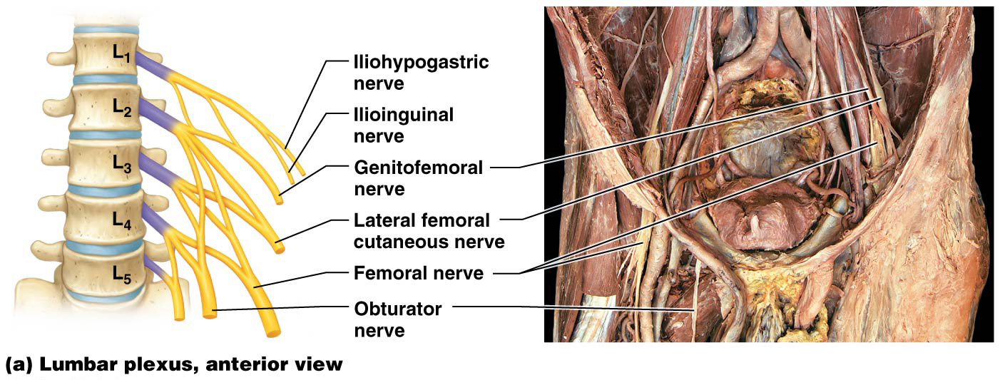 L1
L2
L3
L4
L5
Iliohypogastric
nerve
Ilioinguinal
nerve
Genitofemoral
nerve
Lateral femoral
cutaneous nerve
Femoral nerve
Obturator
nerve
(a) Lumbar plexus, anterior view